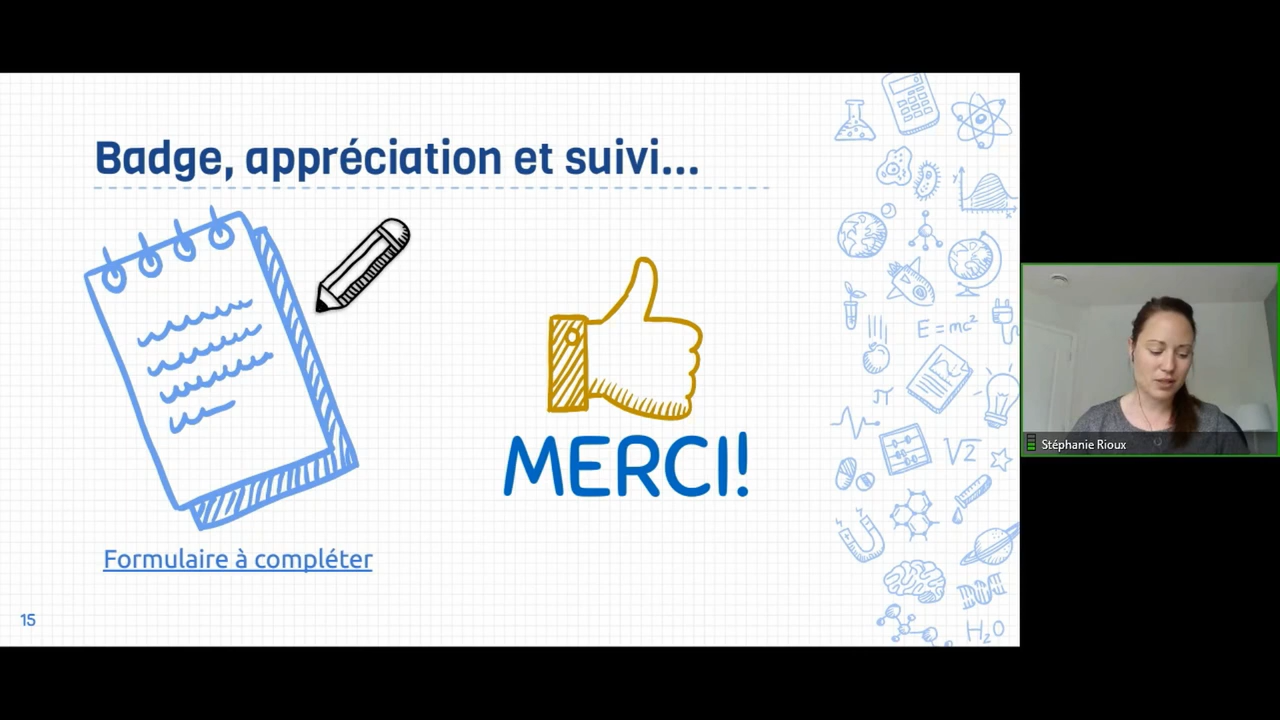 Badge, appréciation et suivi...
MERCI!
Formulaire à compléter
15
E=mc²
π
√2
H₂O
y
x
Stéphanie Rioux